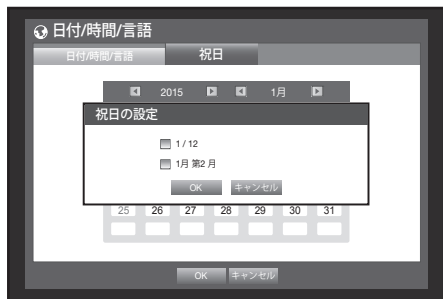 日付/時間/言語
日付/時間/言語 祝日
2015 1月
祝日の設定
1 / 12
1月 第2 月
OK キャンセル
25 26 27 28 29 30 31
OK キャンセル